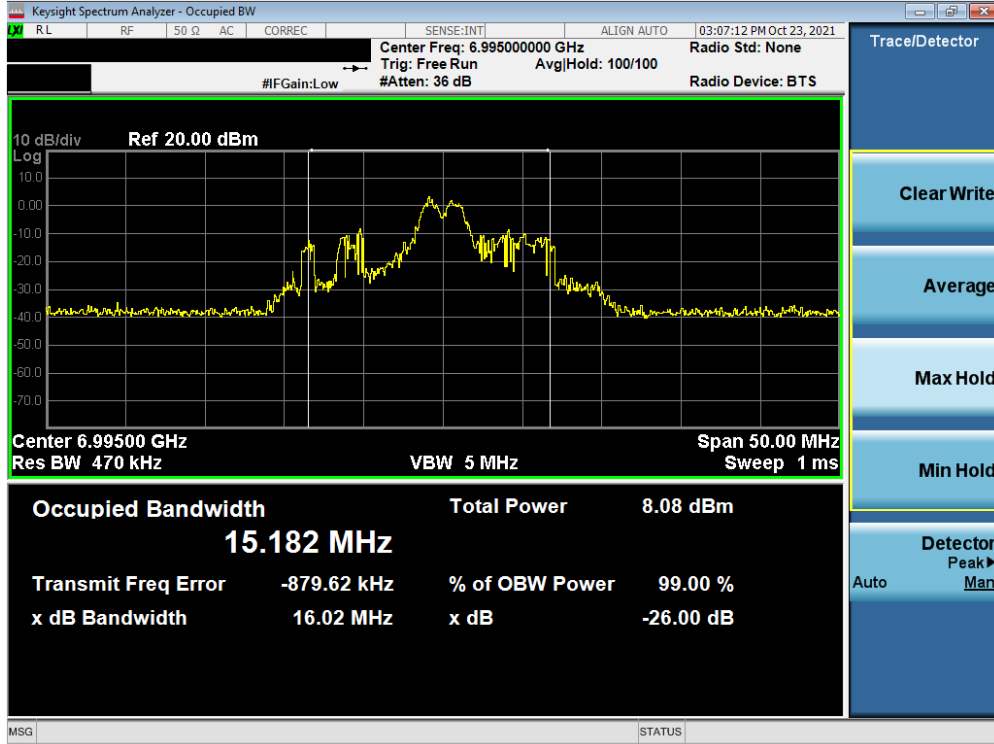 Keysight Spectrum Analyzer - Occupied BW
LXI RL RF 50 Ω AC CORREC SENSE:INT ALIGN AUTO 03:07:12 PM Oct 23, 2021
Center Freq: 6.995000000 GHz Radio Std: None
Trig: Free Run Avg|Hold: 100/100
#IFGain:Low #Atten: 36 dB Radio Device: BTS
10 dB/div Ref 20.00 dBm
Log
10.0
0.00
-10.0
-20.0
-30.0
-40.0
-50.0
-60.0
-70.0
Center 6.99500 GHz Span 50.00 MHz
Res BW 470 kHz VBW 5 MHz Sweep 1 ms
Occupied Bandwidth Total Power 8.08 dBm
15.182 MHz
Transmit Freq Error -879.62 kHz % of OBW Power 99.00 %
x dB Bandwidth 16.02 MHz x dB -26.00 dB
MSG STATUS
Trace/Detector
Clear Write
Average
Max Hold
Min Hold
Detector
Peak▶
Auto Man